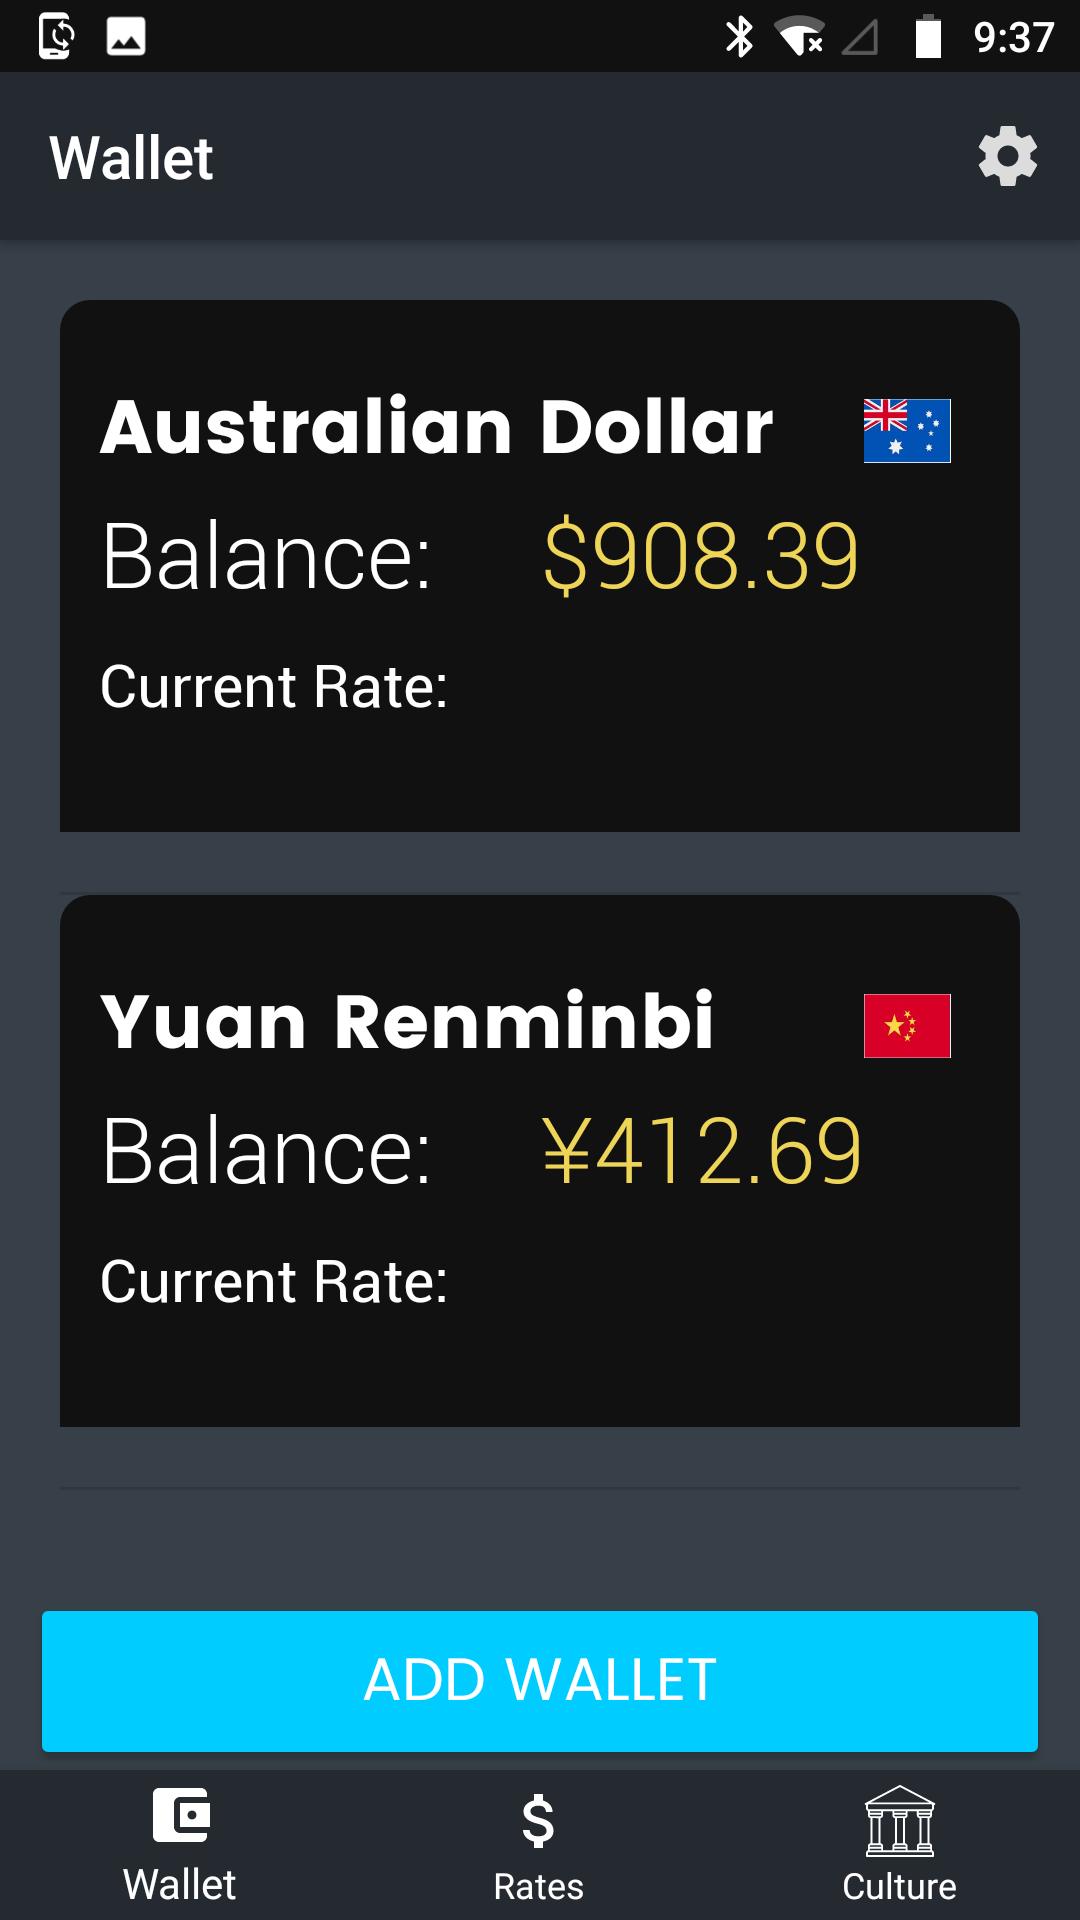 9:37
Wallet
Australian Dollar
Balance: $908.39
Current Rate:
Yuan Renminbi
Balance: ¥412.69
Current Rate:
ADD WALLET
Wallet Rates Culture